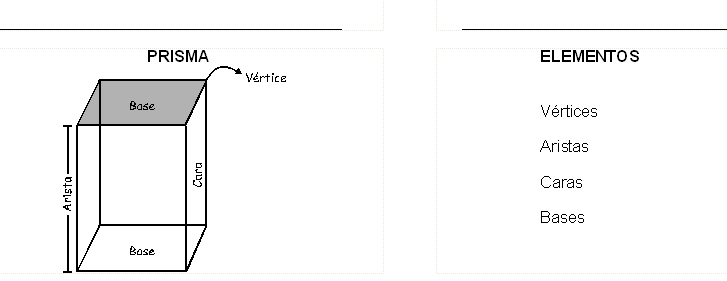 PRISMA
Vértice
Base
Arista
Cara
Base
ELEMENTOS
Vértices
Aristas
Caras
Bases